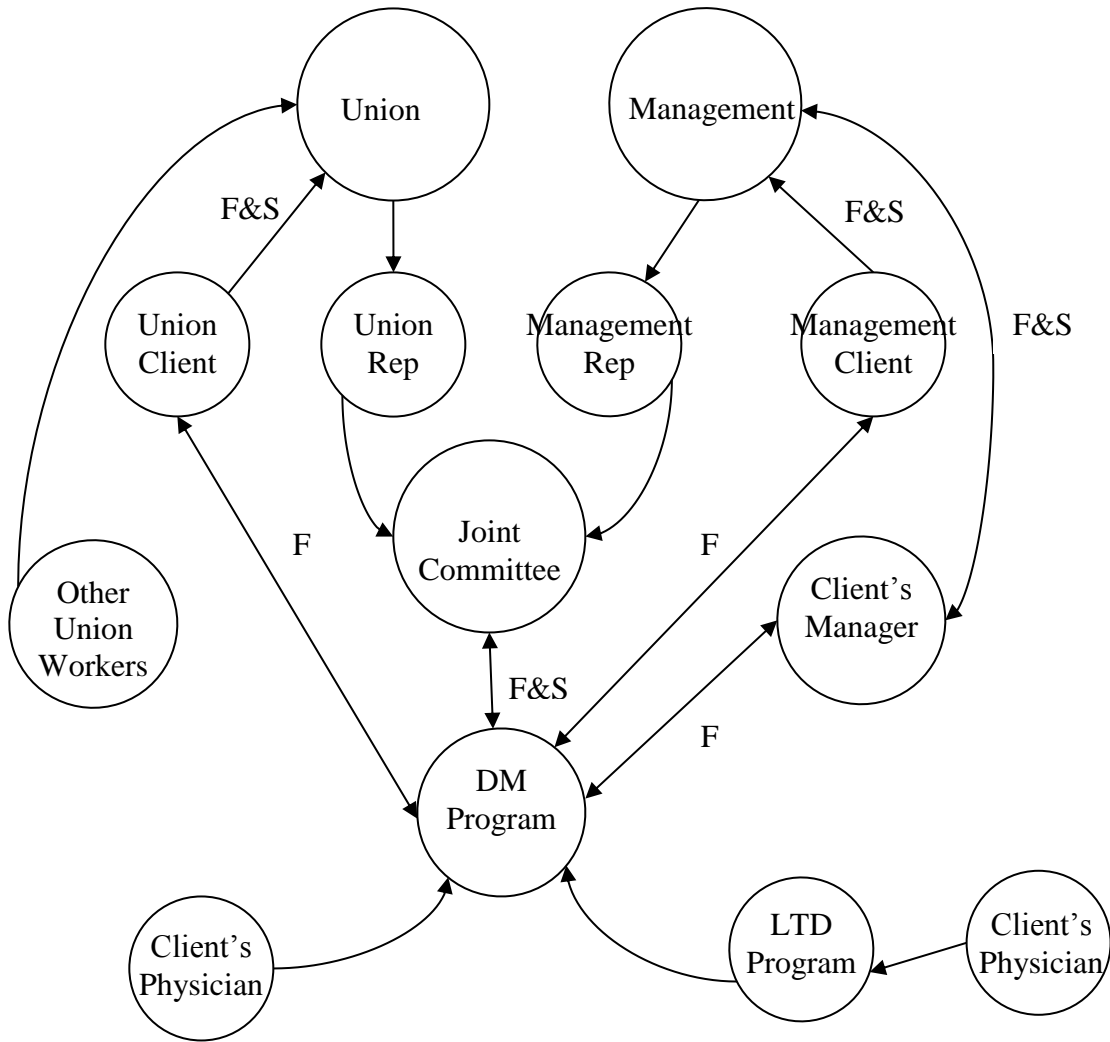 Union
Management
F&S
F&S
Union
Client
Union
Rep
Management
Rep
Management
Client
F&S
F
Joint
Committee
F
Other
Union
Workers
Client’s
Manager
F&S
F
DM
Program
Client’s
Physician
LTD
Program
Client’s
Physician